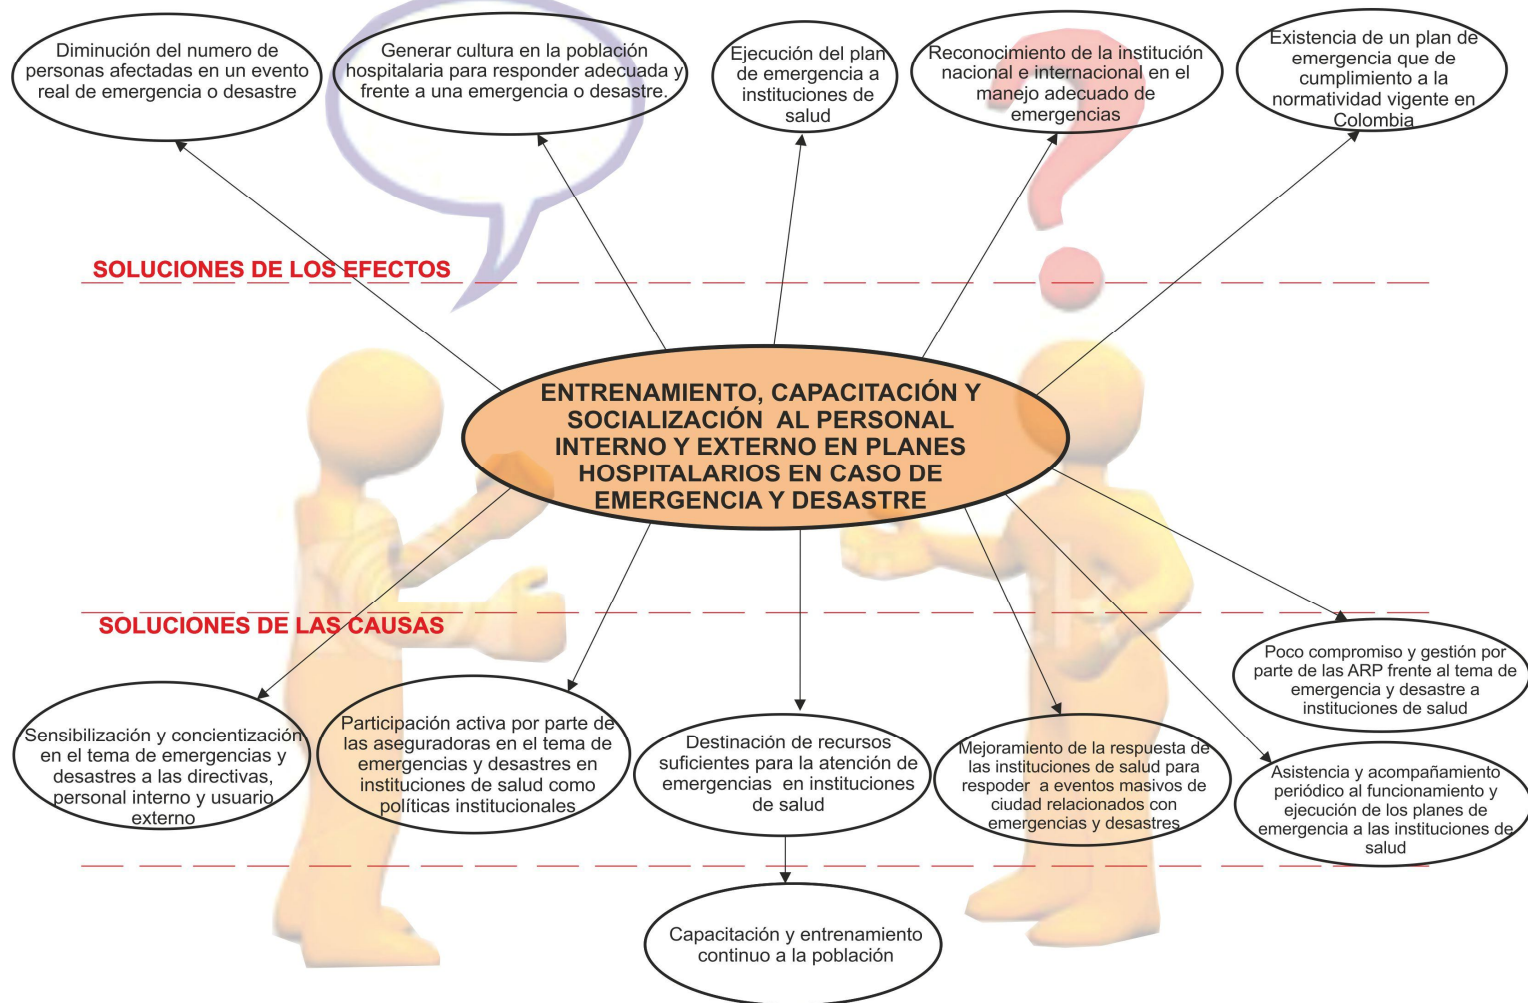 Diminución del numero de
personas afectadas en un evento
real de emergencia o desastre
Generar cultura en la población
hospitalaria para responder adecuada y
frente a una emergencia o desastre.
Ejecución del plan
de emergencia a
instituciones de
salud
Reconocimiento de la institución
nacional e internacional en el
manejo adecuado de
emergencias
Existencia de un plan de
emergencia que de
cumplimiento a la
normatividad vigente en
Colombia
SOLUCIONES DE LOS EFECTOS
ENTRENAMIENTO, CAPACITACIÓN Y
SOCIALIZACIÓN AL PERSONAL
INTERNO Y EXTERNO EN PLANES
HOSPITALARIOS EN CASO DE
EMERGENCIA Y DESASTRE
SOLUCIONES DE LAS CAUSAS
Sensibilización y concientización
en el tema de emergencias y
desastres a las directivas,
personal interno y usuario
externo
Participación activa por parte de
las aseguradoras en el tema de
emergencias y desastres en
instituciones de salud como
políticas institucionales
Destinación de recursos
suficientes para la atención de
emergencias en instituciones
de salud
Mejoramiento de la respuesta de
las instituciones de salud para
respoder a eventos masivos de
ciudad relacionados con
emergencias y desastres
Poco compromiso y gestión por
parte de las ARP frente al tema de
emergencia y desastre a
instituciones de salud
Asistencia y acompañamiento
periódico al funcionamiento y
ejecución de los planes de
emergencia a las instituciones de
salud
Capacitación y entrenamiento
continuo a la población